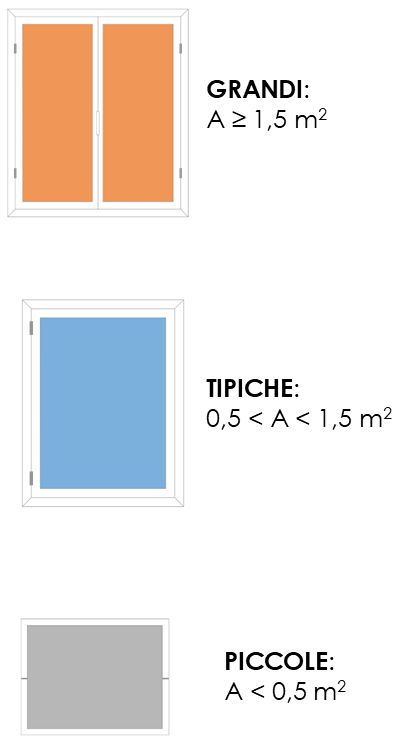 GRANDI:
A ≥ 1,5 m²
TIPICHE:
0,5 < A < 1,5 m²
PICCOLE:
A < 0,5 m²